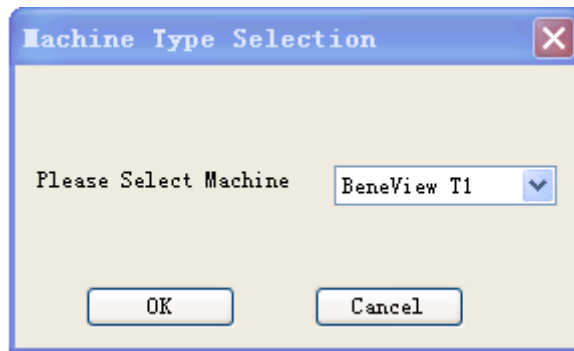 Machine Type Selection
Please Select Machine
BeneView T1
OK
Cancel